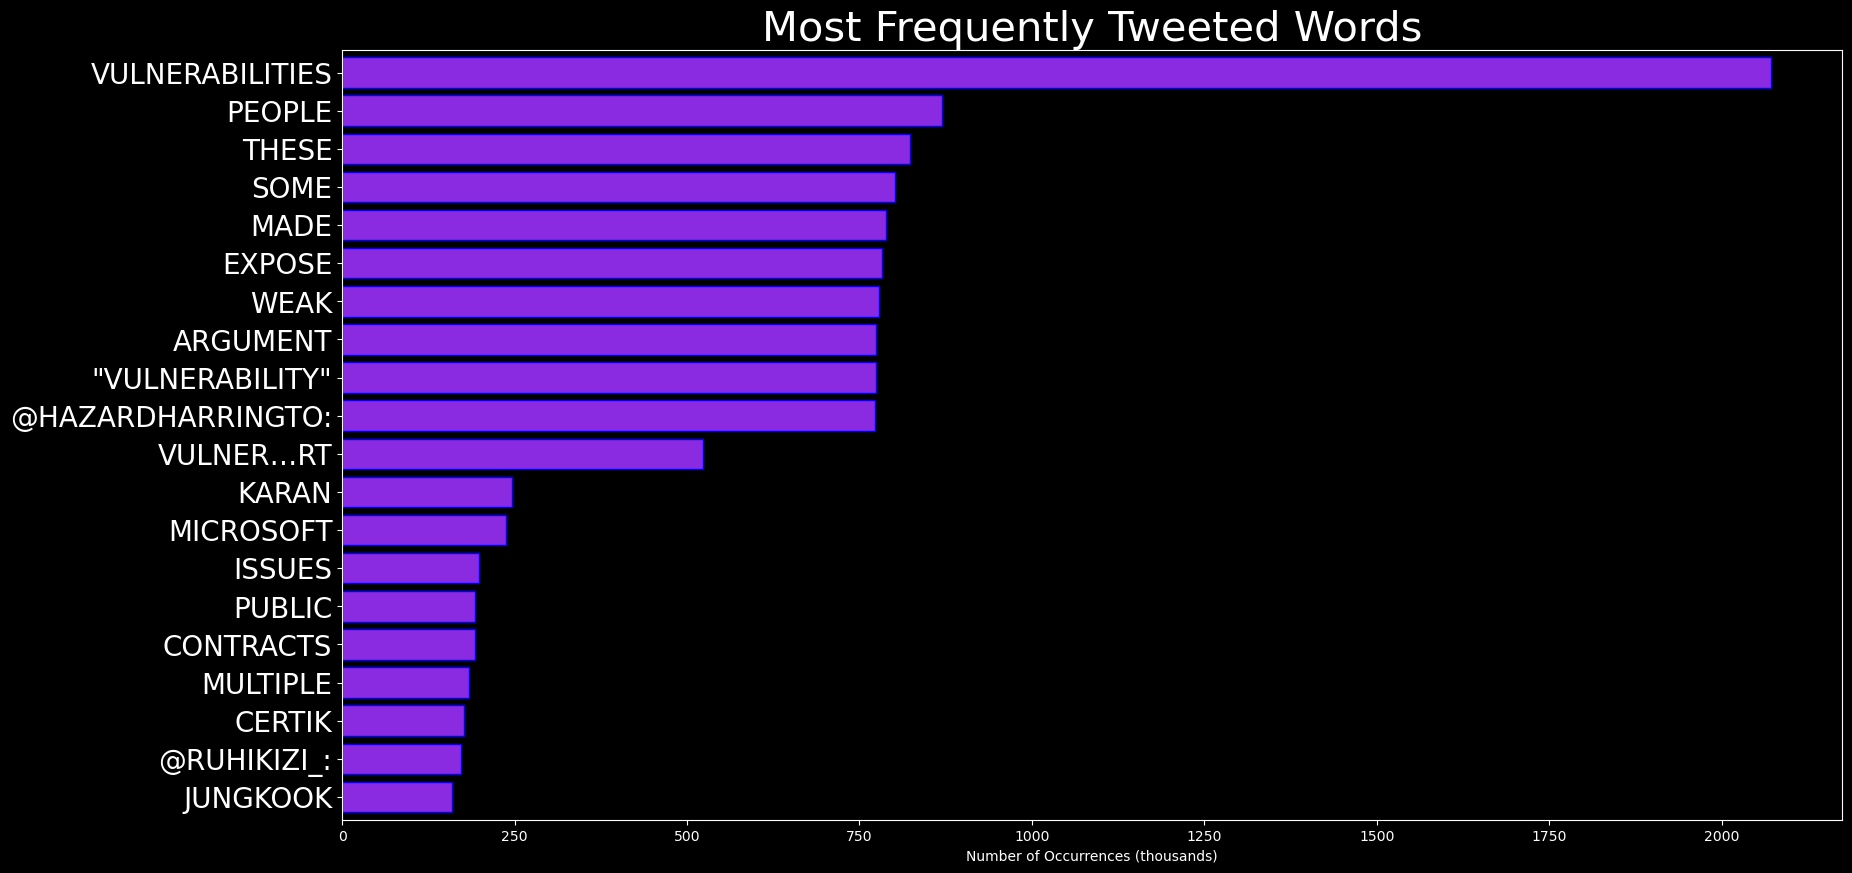 Most Frequently Tweeted Words
VULNERABILITIES
PEOPLE
THESE
SOME
MADE
EXPOSE
WEAK
ARGUMENT
"VULNERABILITY"
@HAZARDHARRINGTO:
VULNER…RT
KARAN
MICROSOFT
ISSUES
PUBLIC
CONTRACTS
MULTIPLE
CERTIK
@RUHIKIZI_:
JUNGKOOK
0 250 500 750 1000 1250 1500 1750 2000
Number of Occurrences (thousands)